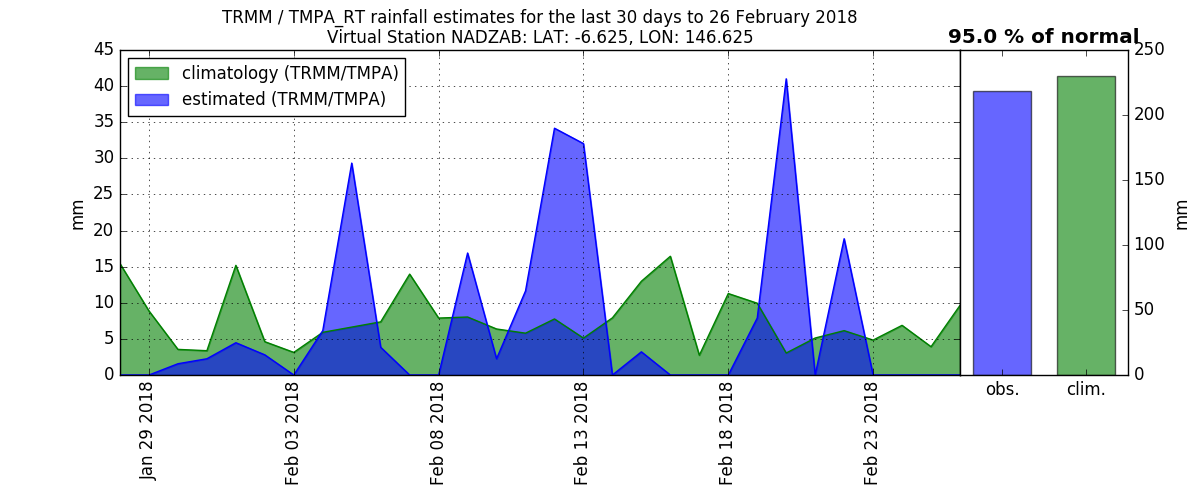 TRMM / TMPA_RT rainfall estimates for the last 30 days to 26 February 2018
Virtual Station NADZAB: LAT: -6.625, LON: 146.625
95.0 % of normal
climatology (TRMM/TMPA)
estimated (TRMM/TMPA)
45
40
35
30
25
20
15
10
5
0
mm
Jan 29 2018
Feb 03 2018
Feb 08 2018
Feb 13 2018
Feb 18 2018
Feb 23 2018
250
200
150
100
50
0
mm
obs.
clim.